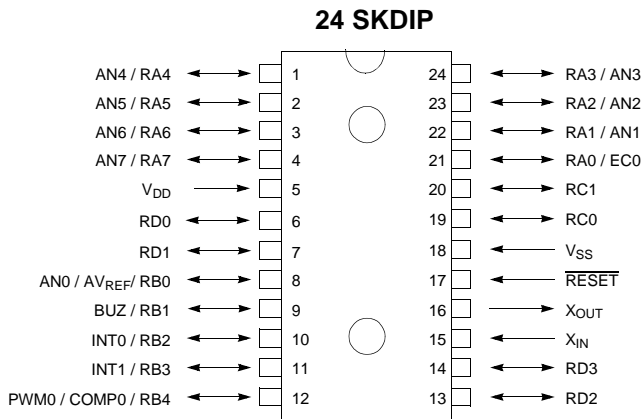 24 SKDIP
AN4 / RA4 1 24 RA3 / AN3
AN5 / RA5 2 23 RA2 / AN2
AN6 / RA6 3 22 RA1 / AN1
AN7 / RA7 4 21 RA0 / EC0
VDD 5 20 RC1
RD0 6 19 RC0
RD1 7 18 VSS
AN0 / AVREF/ RB0 8 17 RESET
BUZ / RB1 9 16 XOUT
INT0 / RB2 10 15 XIN
INT1 / RB3 11 14 RD3
PWM0 / COMP0 / RB4 12 13 RD2